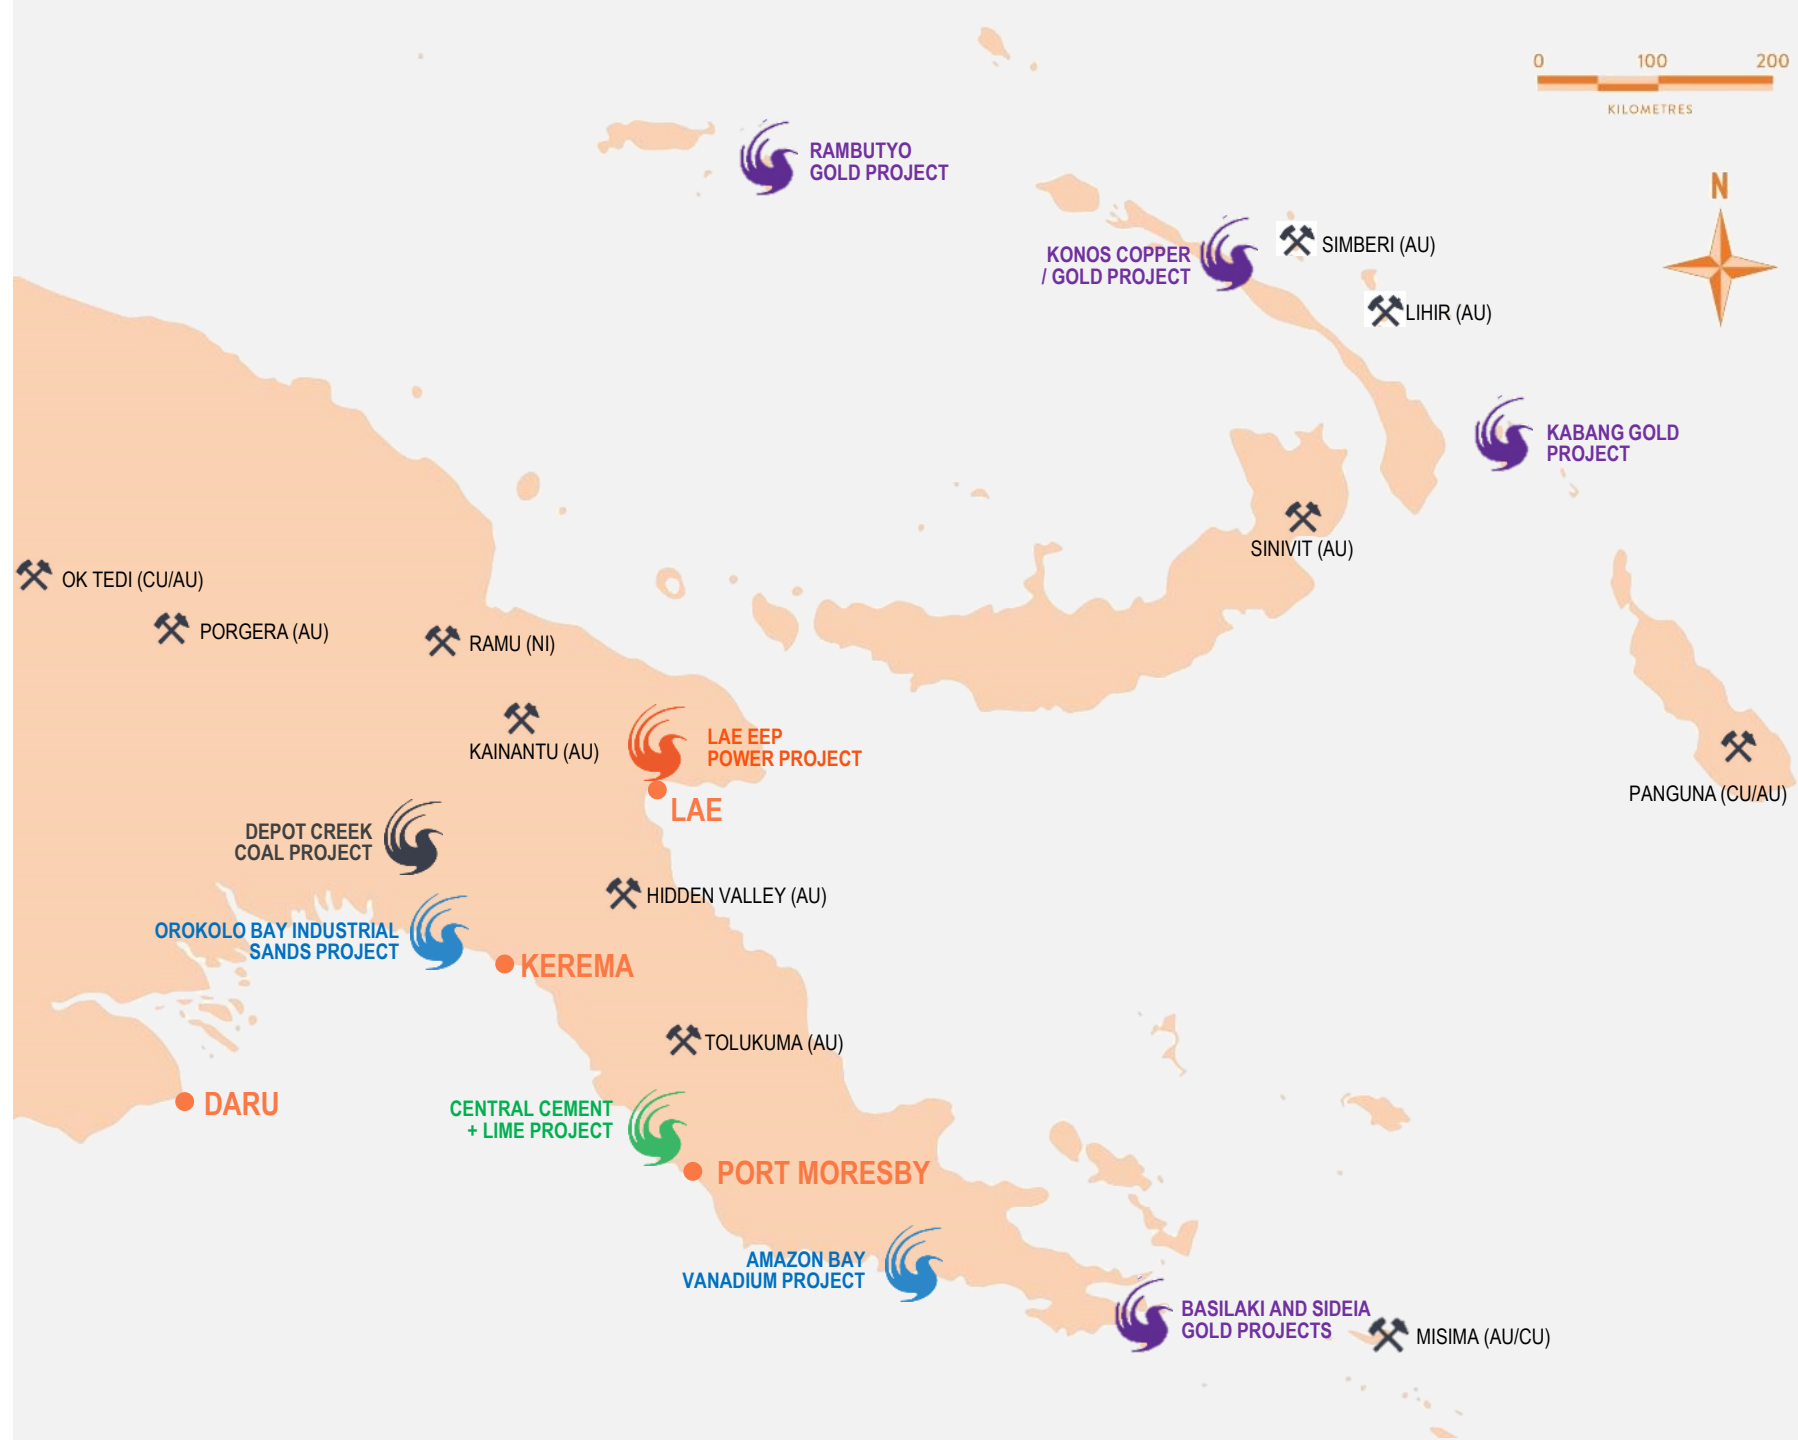 0 100 200
KILOMETRES
N
RAMBUTYO
GOLD PROJECT
KONOS COPPER
/ GOLD PROJECT
SIMBERI (AU)
LIHIR (AU)
KABANG GOLD
PROJECT
SINIVIT (AU)
OK TEDI (CU/AU)
PORGERA (AU)
RAMU (NI)
KAINANTU (AU)
LAE EEP
POWER PROJECT
LAE
PANGUNA (CU/AU)
DEPOT CREEK
COAL PROJECT
HIDDEN VALLEY (AU)
OROKOLO BAY INDUSTRIAL
SANDS PROJECT
KEREMA
TOLUKUMA (AU)
DARU
CENTRAL CEMENT
+ LIME PROJECT
PORT MORESBY
AMAZON BAY
VANADIUM PROJECT
BASILAKI AND SIDEIA
GOLD PROJECTS
MISIMA (AU/CU)